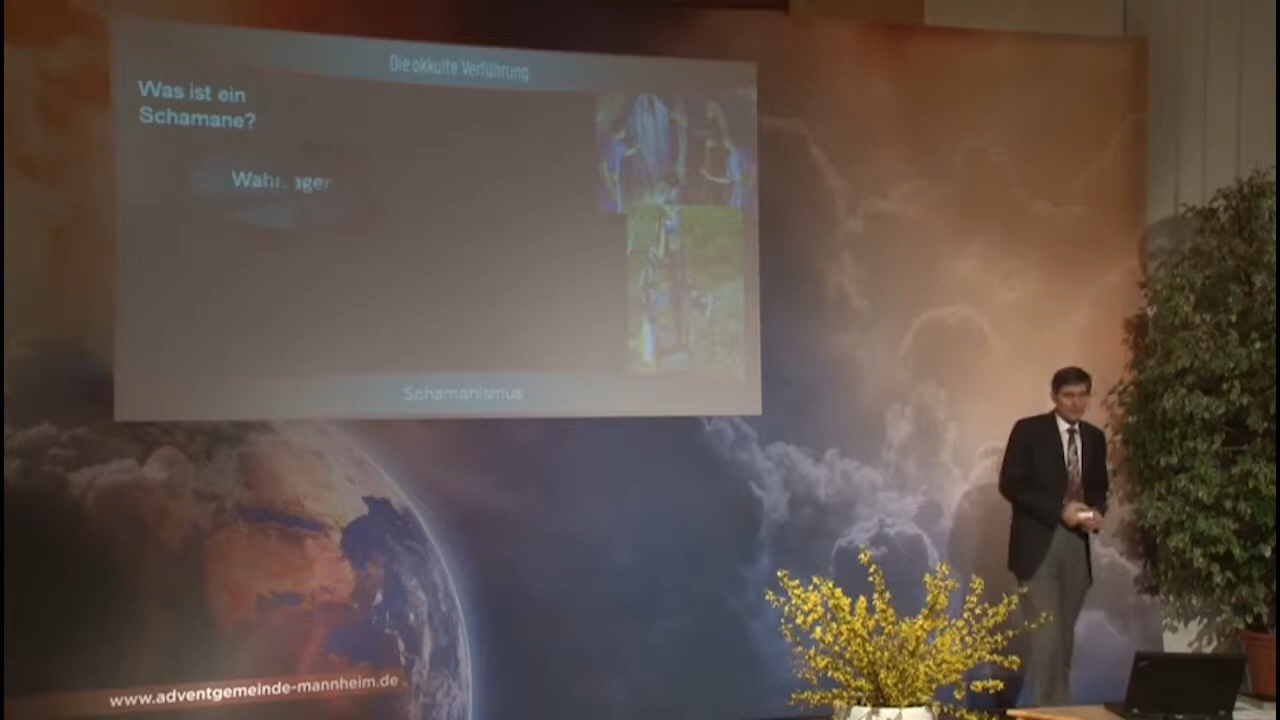 Die okkulte Verführung
Was ist ein
Schamane?
Schamanismus
www.adventgemeinde-mannheim.de